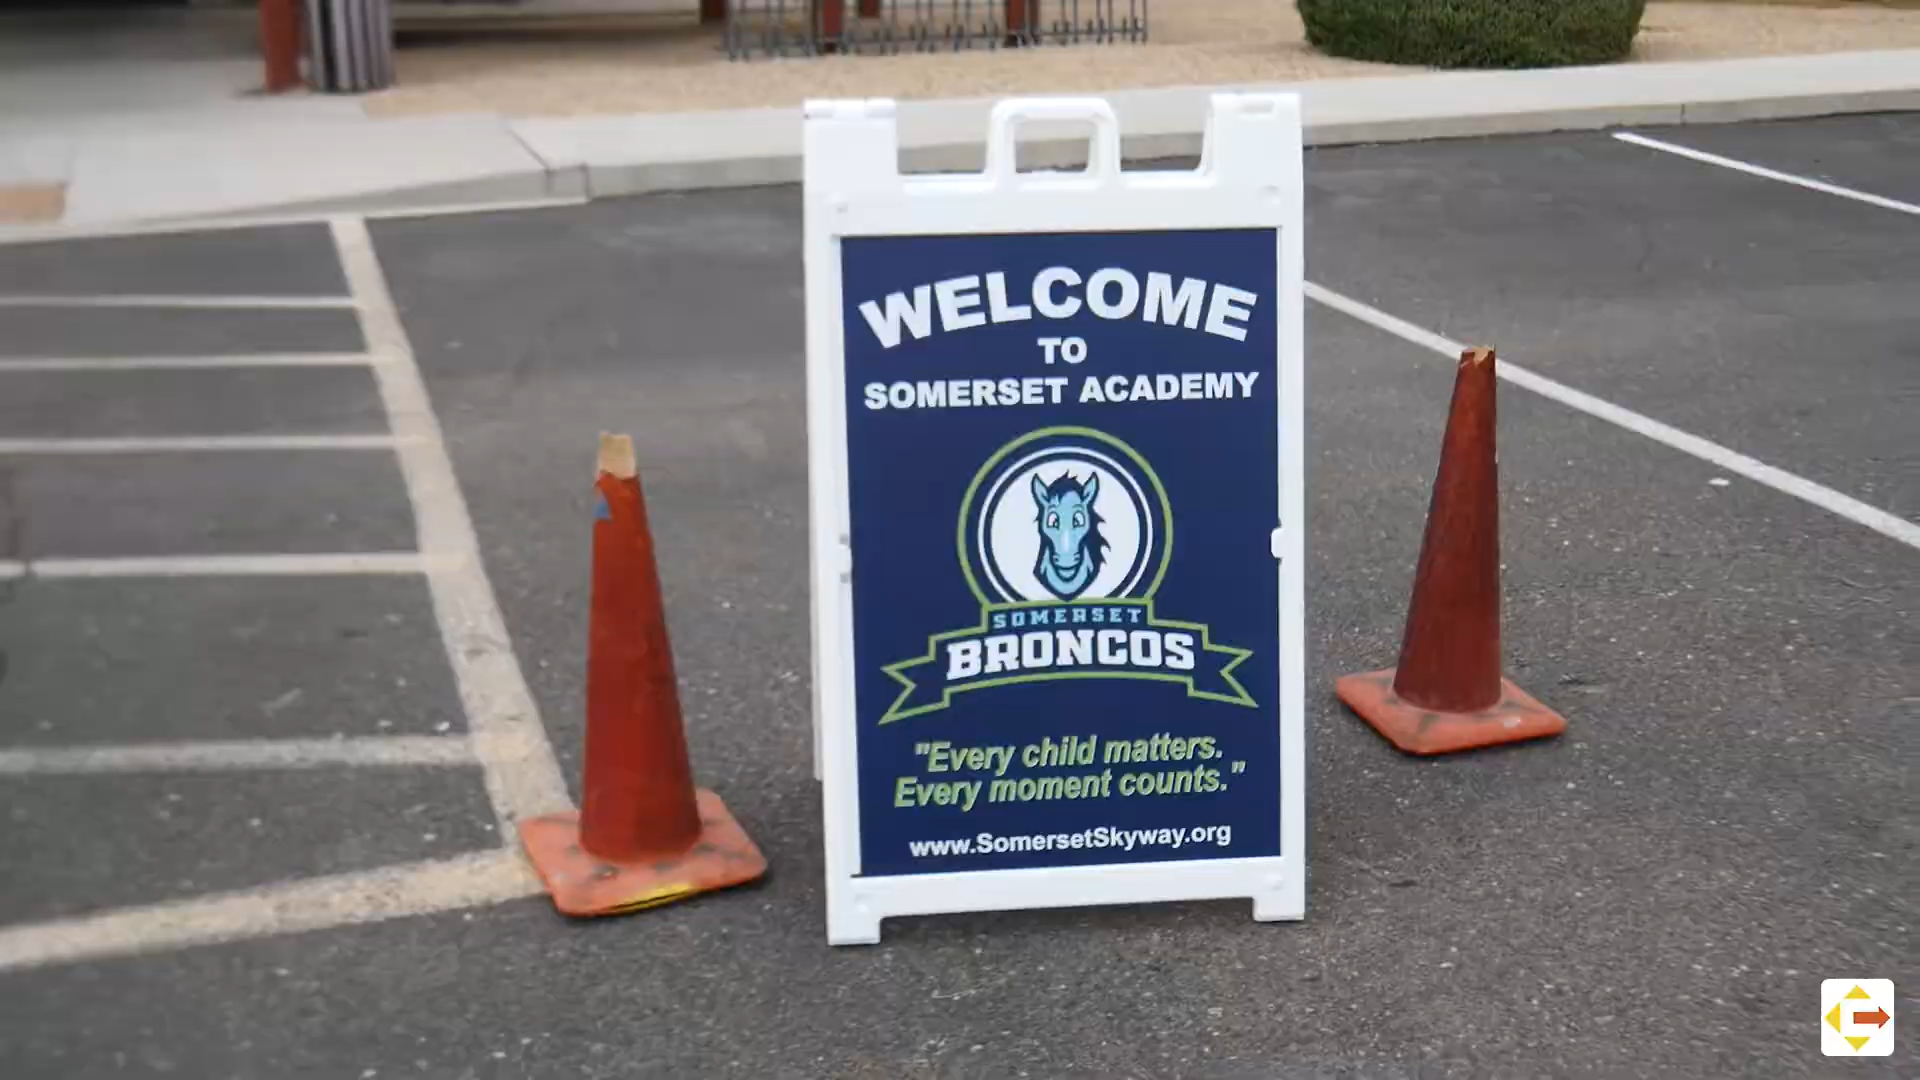 WELCOME
TO
SOMERSET ACADEMY
SOMERSET
BRONCOS
"Every child matters.
Every moment counts."
www.SomersetSkyway.org